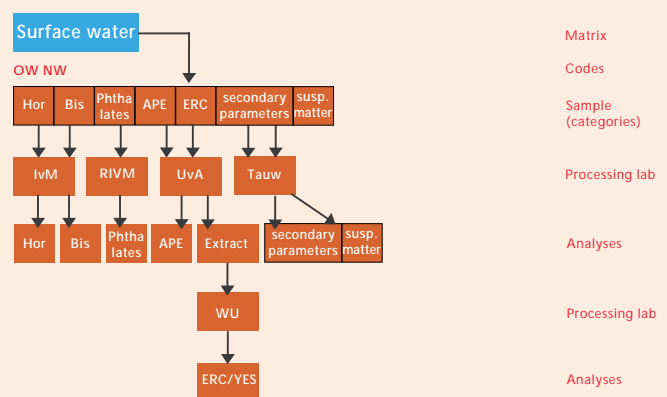 Surface water
Matrix
OW NW
Codes
Hor
Bis
Phtha
lates
APE
ERC
secondary
parameters
susp.
matter
Sample
(categories)
IvM
RIVM
UvA
Tauw
Processing lab
Hor
Bis
Phtha
lates
APE
Extract
secondary
parameters
susp.
matter
Analyses
WU
Processing lab
ERC/YES
Analyses